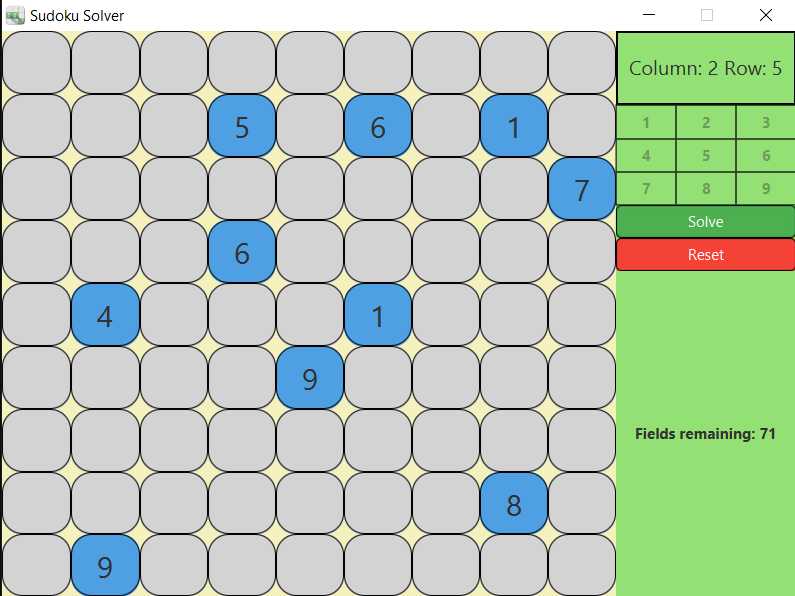 Sudoku Solver
Column: 2 Row: 5
5 6 1
1 2 3
4 5 6
7
7 8 9
Solve
6
Reset
4 1
9
Fields remaining: 71
8
9